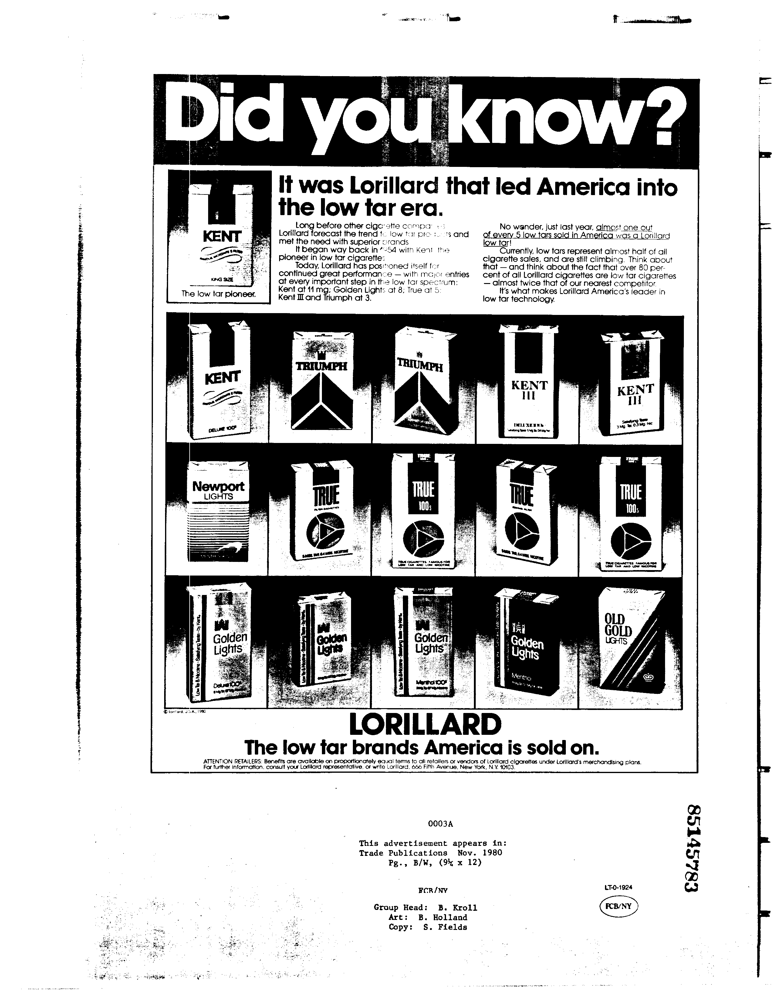 Did you know?
KENT
KING SIZE
The low tar pioneer.
It was Lorillard that led America into
the low tar era.
Long before other cigarette
Lorillard forecast the trend and
met the need with superior brands.
It began way back in with Kent the
pioneer in low tar cigarettes.
Today, Lorillard has positioned itself for
continued great performance — with major entries
at every important step in the low tar spectrum:
Kent at 11 mg; Golden Lights at 8; True at 5;
Kent III and Triumph at 3.
No wonder, just last year, almost one out
of every 5 low tars sold in America was a Lorillard
low tar!
Currently, low tars represent almost half of all
cigarette sales, and are still climbing. Think about
that — and think about the fact that over 80 per-
cent of all Lorillard cigarettes are low tar cigarettes
— almost twice that of our nearest competitor.
It's what makes Lorillard America's leader in
low tar technology.
KENT
DELUXE 100's
TRIUMPH
TRIUMPH
KENT
III
DELUXE 100's
KENT
III
Newport
LIGHTS
TRUE
TRUE
100s
TRUE
TRUE
100s
Golden
Lights
Deluxe 100's
Golden
Lights
Golden
Lights
Menthol 100's
Golden
Lights
Menthol
OLD
GOLD
LIGHTS
LORILLARD
The low tar brands America is sold on.
ATTENTION RETAILERS: Benefits are available on proportionately equal terms to all retailers or vendors of Lorillard cigarettes under Lorillard's merchandising plans.
For further information, consult your Lorillard representative, or write Lorillard, 666 Fifth Avenue, New York, N.Y. 10103.
0003A
This advertisement appears in:
Trade Publications Nov. 1980
Pg., B/W, (9½ x 12)
FCB/NY
Group Head: B. Kroll
Art: B. Holland
Copy: S. Fields
LT-0-1924
FCB/NY
85145783